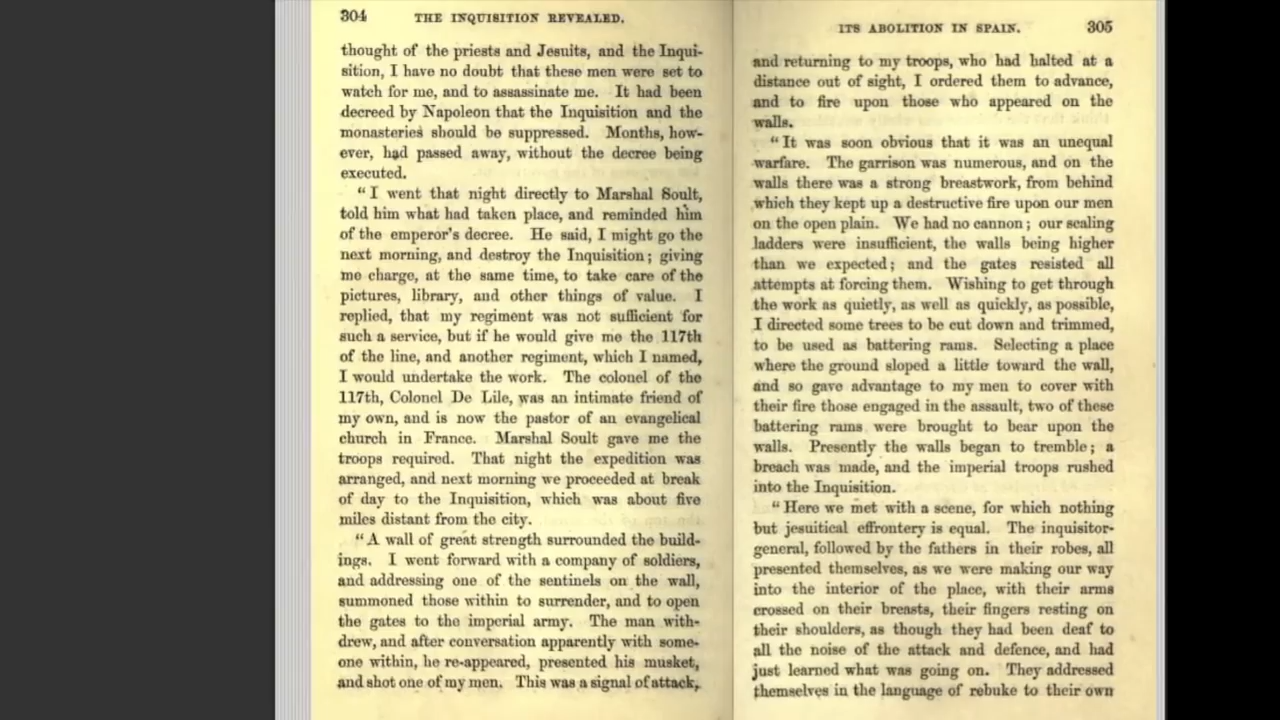 304 THE INQUISITION REVEALED.
thought of the priests and Jesuits, and the Inqui-
sition, I have no doubt that these men were set to
watch for me, and to assassinate me. It had been
decreed by Napoleon that the Inquisition and the
monasteries should be suppressed. Months, how-
ever, had passed away, without the decree being
executed.
“I went that night directly to Marshal Soult,
told him what had taken place, and reminded him
of the emperor's decree. He said, I might go the
next morning, and destroy the Inquisition; giving
me charge, at the same time, to take care of the
pictures, library, and other things of value. I
replied, that my regiment was not sufficient for
such a service, but if he would give me the 117th
of the line, and another regiment, which I named,
I would undertake the work. The colonel of the
117th, Colonel De Lile, was an intimate friend of
my own, and is now the pastor of an evangelical
church in France. Marshal Soult gave me the
troops required. That night the expedition was
arranged, and next morning we proceeded at break
of day to the Inquisition, which was about five
miles distant from the city.
“A wall of great strength surrounded the build-
ings. I went forward with a company of soldiers,
and addressing one of the sentinels on the wall,
summoned those within to surrender, and to open
the gates to the imperial army. The man with-
drew, and after conversation apparently with some-
one within, he re-appeared, presented his musket,
and shot one of my men. This was a signal of attack,
ITS ABOLITION IN SPAIN. 305
and returning to my troops, who had halted at a
distance out of sight, I ordered them to advance,
and to fire upon those who appeared on the
walls.
“It was soon obvious that it was an unequal
warfare. The garrison was numerous, and on the
walls there was a strong breastwork, from behind
which they kept up a destructive fire upon our men
on the open plain. We had no cannon; our scaling
ladders were insufficient, the walls being higher
than we expected; and the gates resisted all
attempts at forcing them. Wishing to get through
the work as quietly, as well as quickly, as possible,
I directed some trees to be cut down and trimmed,
to be used as battering rams. Selecting a place
where the ground sloped a little toward the wall,
and so gave advantage to my men to cover with
their fire those engaged in the assault, two of these
battering rams were brought to bear upon the
walls. Presently the walls began to tremble; a
breach was made, and the imperial troops rushed
into the Inquisition.
“Here we met with a scene, for which nothing
but jesuitical effrontery is equal. The inquisitor-
general, followed by the fathers in their robes, all
presented themselves, as we were making our way
into the interior of the place, with their arms
crossed on their breasts, their fingers resting on
their shoulders, as though they had been deaf to
all the noise of the attack and defence, and had
just learned what was going on. They addressed
themselves in the language of rebuke to their own